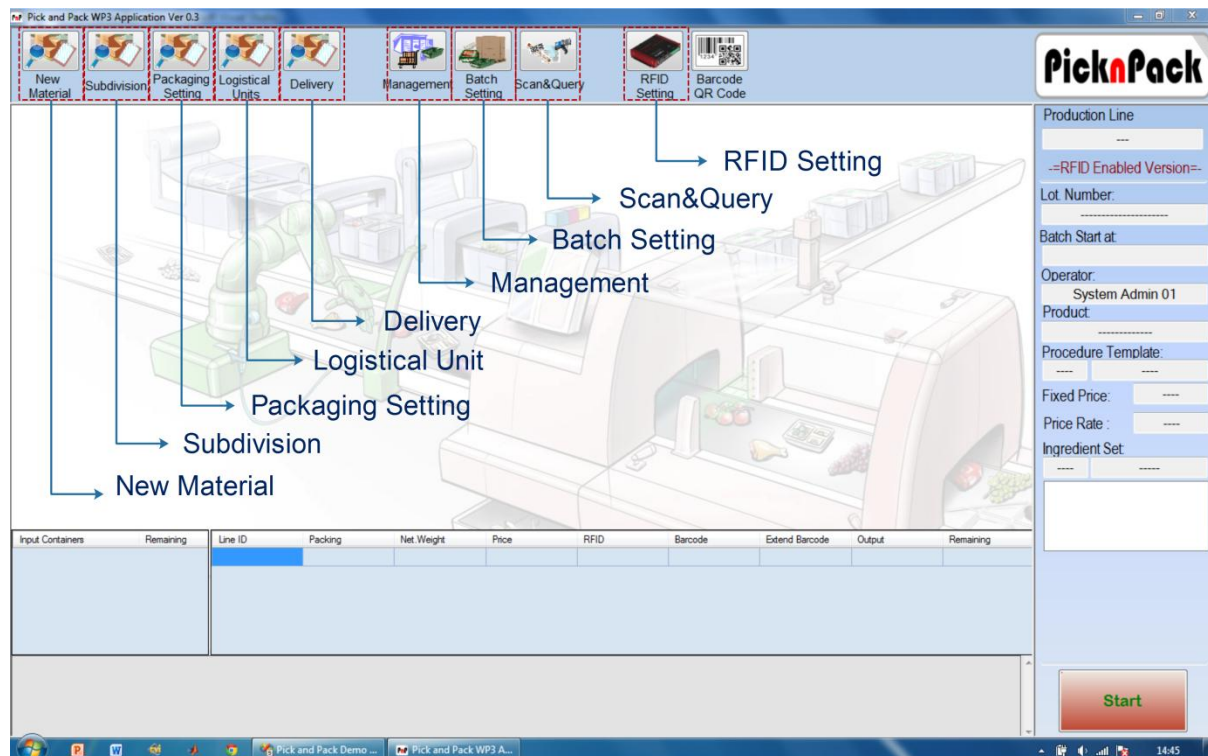 Pick and Pack WP3 Application Ver 0.3
New
Material
Subdivision
Packaging
Setting
Logistical
Units
Delivery
Management
Batch
Setting
Scan&Query
RFID
Setting
Barcode
QR Code
PicknPack
RFID Setting
Scan&Query
Batch Setting
Management
Delivery
Logistical Unit
Packaging Setting
Subdivision
New Material
Production Line
---
-=RFID Enabled Version=-
Lot. Number:
---------------------
Batch Start at:
Operator:
System Admin 01
Product:
-------------
Procedure Template:
---- ----
Fixed Price: ----
Price Rate : ----
Ingredient Set:
---- -----
Input Containers Remaining
Line ID Packing Net.Weight Price RFID Barcode Extend Barcode Output Remaining
Start
Pick and Pack Demo ... Pick and Pack WP3 A... 14:45